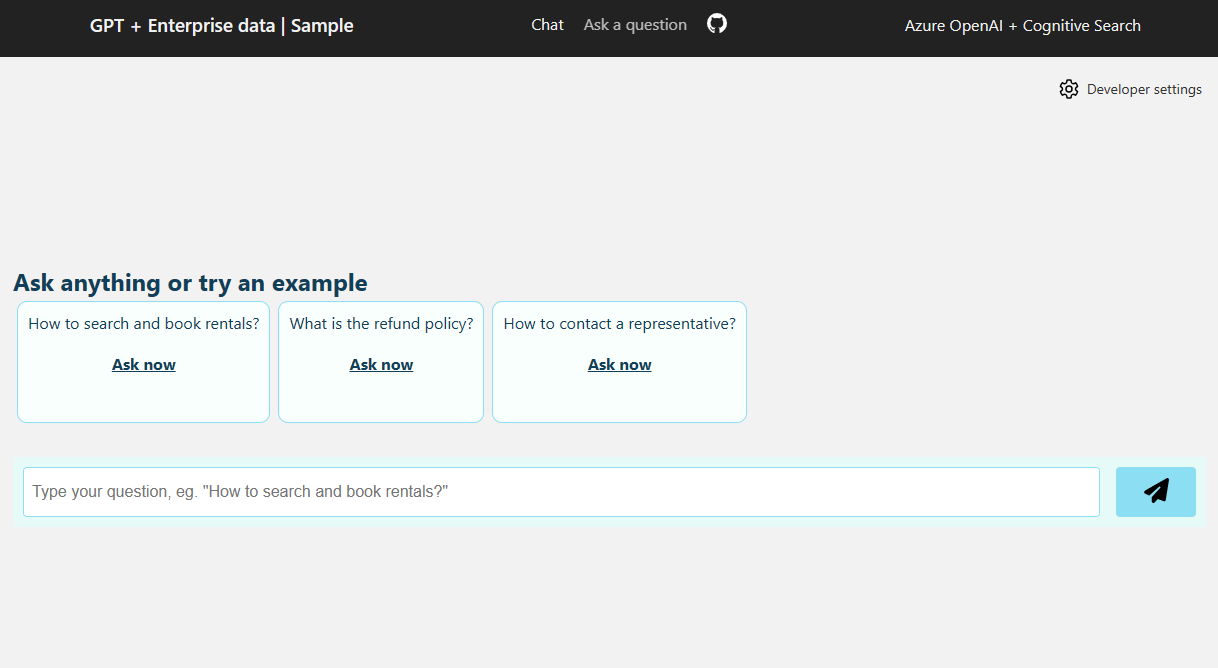 GPT + Enterprise data | Sample
Chat
Ask a question
Azure OpenAI + Cognitive Search
Developer settings
Ask anything or try an example
How to search and book rentals?
Ask now
What is the refund policy?
Ask now
How to contact a representative?
Ask now
Type your question, eg. "How to search and book rentals?"